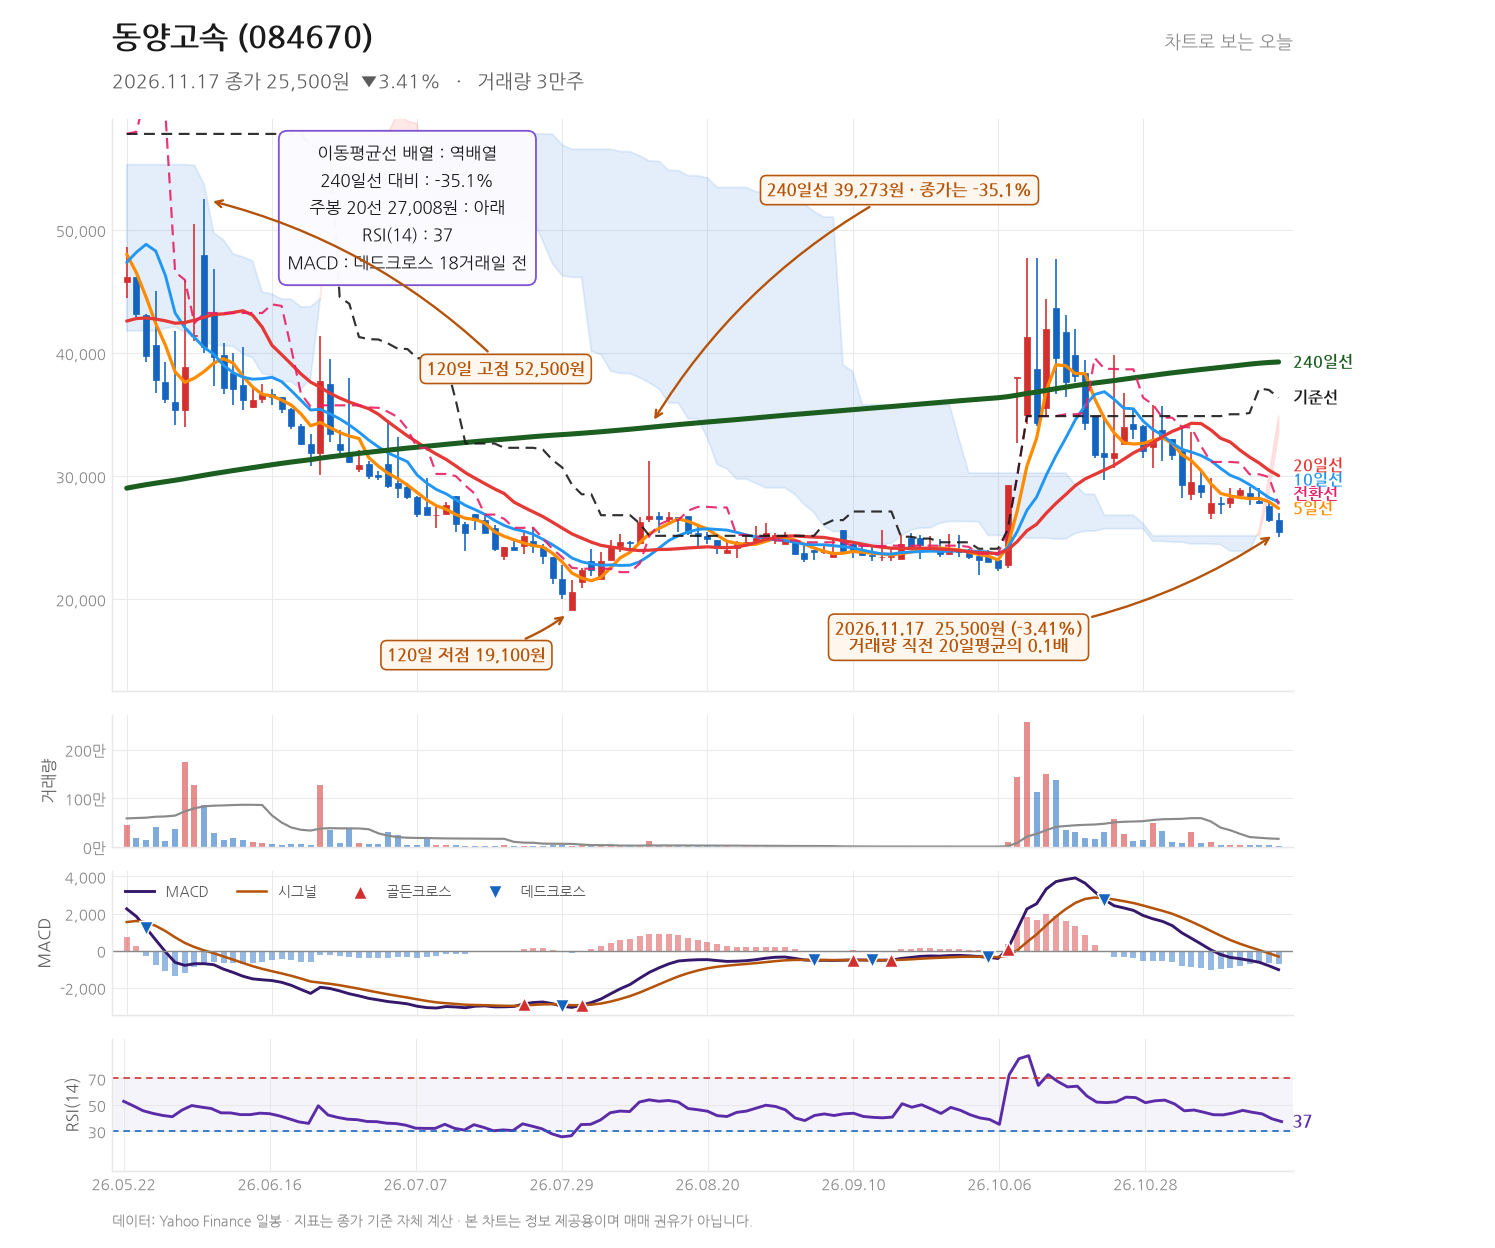 동양고속 (084670)
차트로 보는 오늘
2026.11.17 종가 25,500원 ▼3.41% · 거래량 3만주
이동평균선 배열 : 역배열
240일선 대비 : -35.1%
주봉 20선 27,008원 : 아래
RSI(14) : 37
MACD : 데드크로스 18거래일 전
240일선 39,273원 · 종가는 -35.1%
120일 고점 52,500원
120일 저점 19,100원
2026.11.17 25,500원 (-3.41%)
거래량 직전 20일평균의 0.1배
50,000
40,000
30,000
20,000
240일선
기준선
20일선
10일선
전환선
5일선
거래량
200만
100만
0만
MACD
4,000
2,000
0
-2,000
MACD
시그널
▲ 골든크로스
▼ 데드크로스
RSI(14)
70
50
30
37
26.05.22
26.06.16
26.07.07
26.07.29
26.08.20
26.09.10
26.10.06
26.10.28
데이터: Yahoo Finance 일봉 · 지표는 종가 기준 자체 계산 · 본 차트는 정보 제공용이며 매매 권유가 아닙니다.